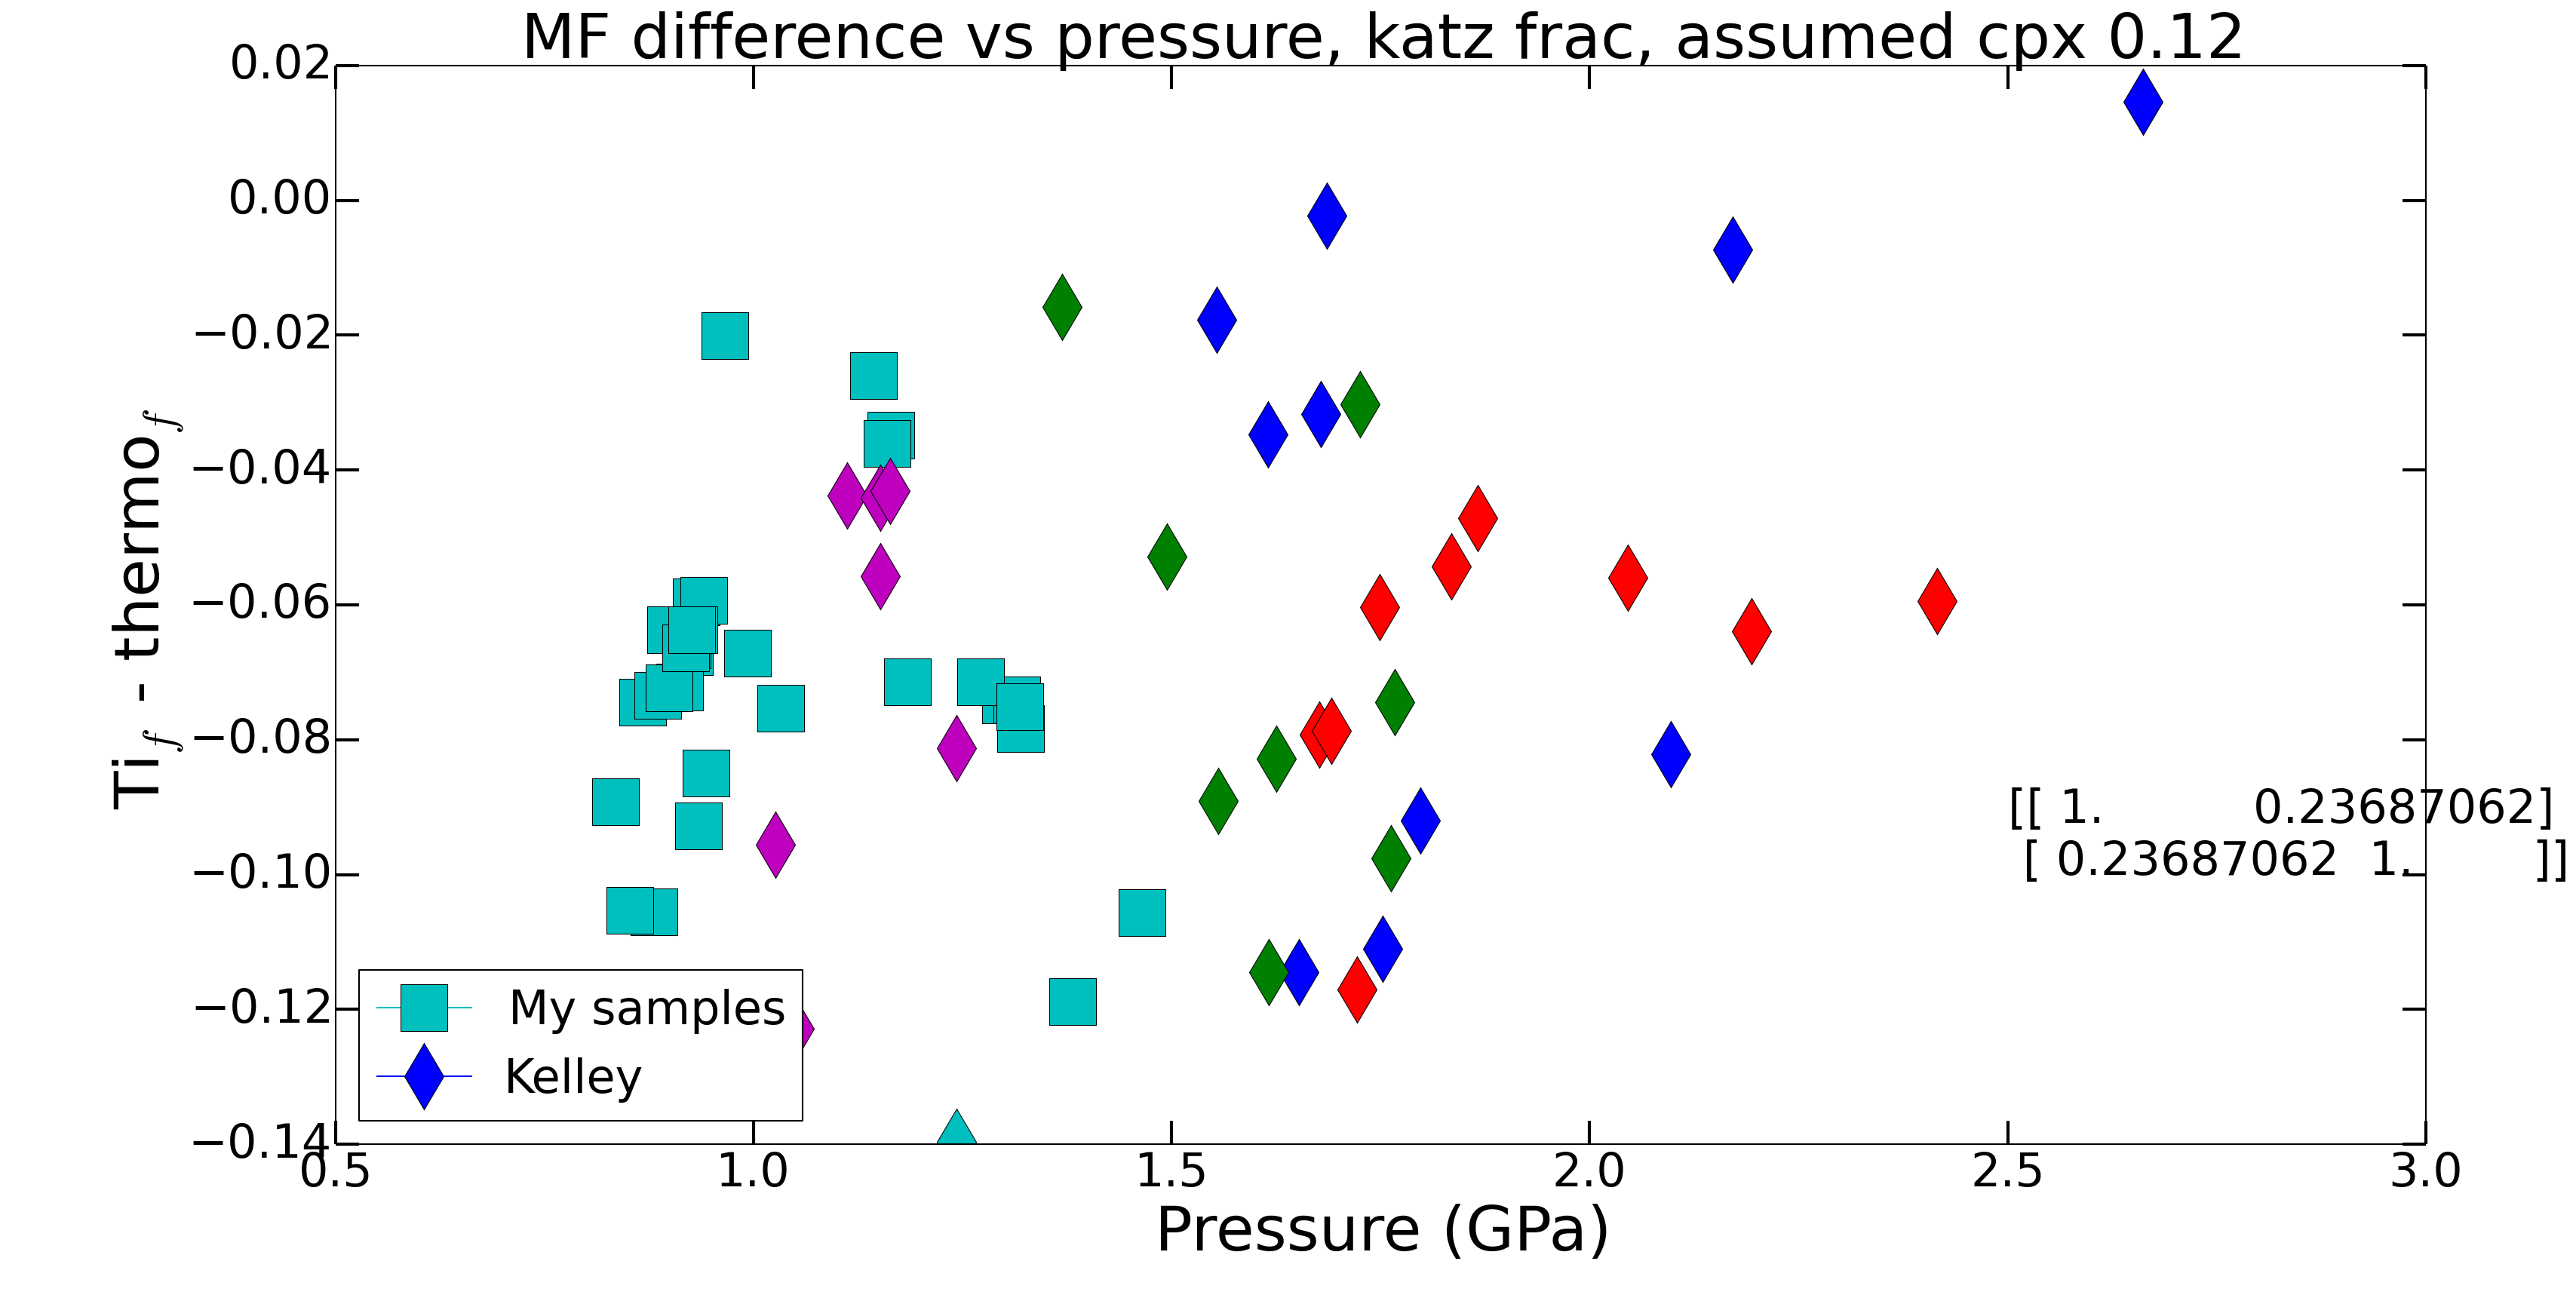 MF difference vs pressure, katz frac, assumed cpx 0.12
0.02
0.00
−0.02
−0.04
−0.06
−0.08
−0.10
−0.12
−0.14
Ti_f - thermo_f
[[ 1. 0.23687062]
[ 0.23687062 1. ]]
My samples
Kelley
0.5 1.0 1.5 2.0 2.5 3.0
Pressure (GPa)